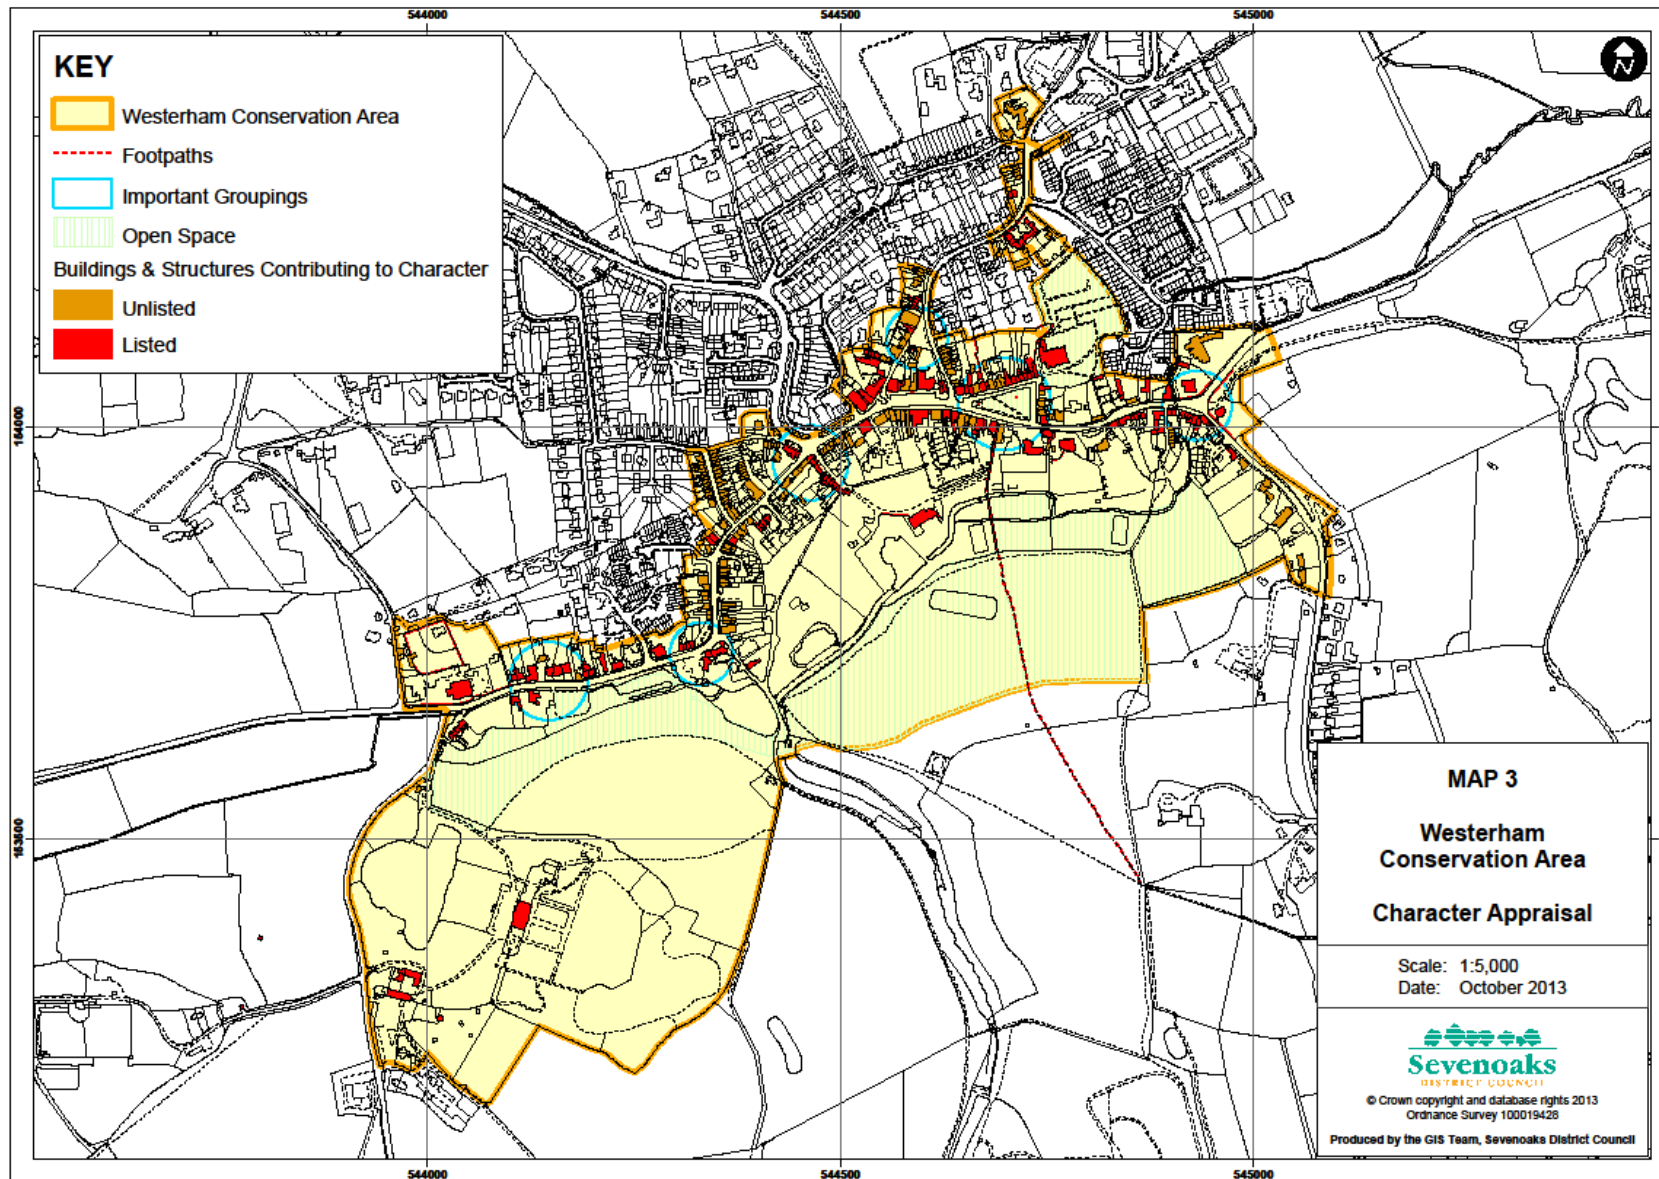 544000
544500
545000
KEY
Westerham Conservation Area
Footpaths
Important Groupings
Open Space
Buildings & Structures Contributing to Character
Unlisted
Listed
N
164000
163600
MAP 3
Westerham
Conservation Area
Character Appraisal
Scale: 1:5,000
Date: October 2013
Sevenoaks
DISTRICT COUNCIL
© Crown copyright and database rights 2013
Ordnance Survey 100019428
Produced by the GIS Team, Sevenoaks District Council
544000
544500
545000